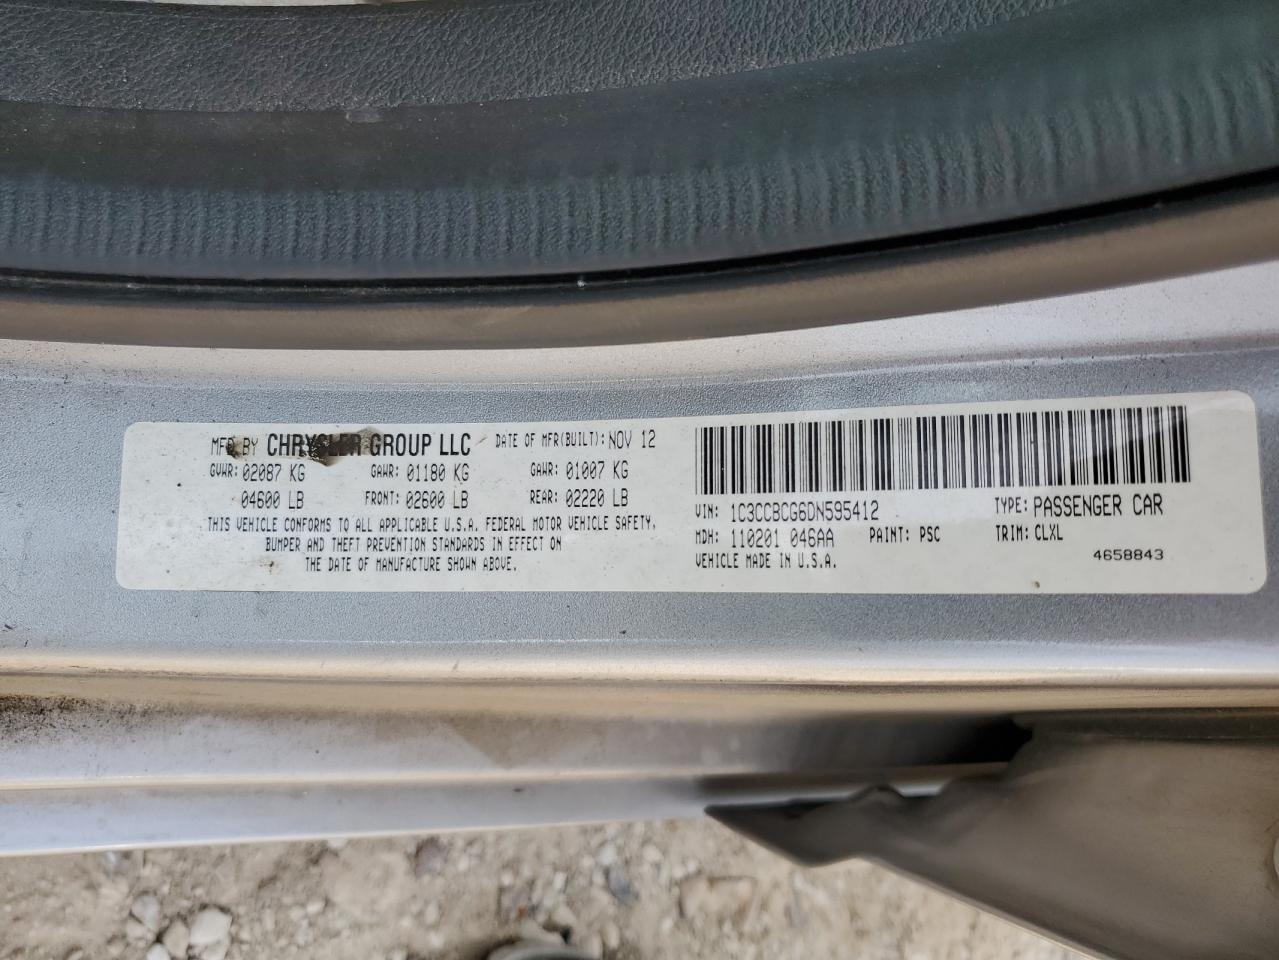 MFD BY CHRYSLER GROUP LLC DATE OF MFR(BUILT): NOV 12
GVWR: 02087 KG GAWR: 01180 KG GAWR: 01007 KG
04600 LB FRONT: 02600 LB REAR: 02220 LB
THIS VEHICLE CONFORMS TO ALL APPLICABLE U.S.A. FEDERAL MOTOR VEHICLE SAFETY,
BUMPER AND THEFT PREVENTION STANDARDS IN EFFECT ON
THE DATE OF MANUFACTURE SHOWN ABOVE.
VIN: 1C3CCBCG6DN595412 TYPE: PASSENGER CAR
MDH: 110201 046AA PAINT: PSC TRIM: CLXL
VEHICLE MADE IN U.S.A. 4658843